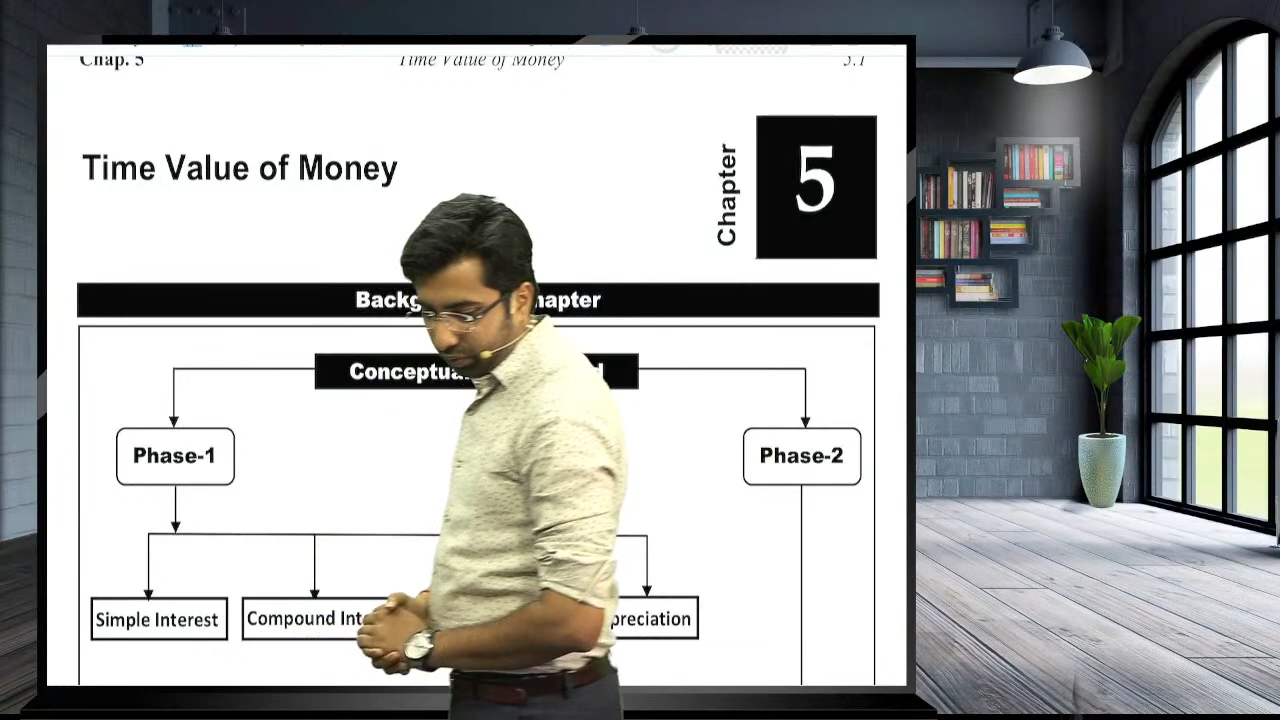 Chap. 5 Time Value of Money 5.1
Time Value of Money
Chapter
5
Backg hapter
Conceptua d
Phase-1 Phase-2
Simple Interest Compound Int preciation